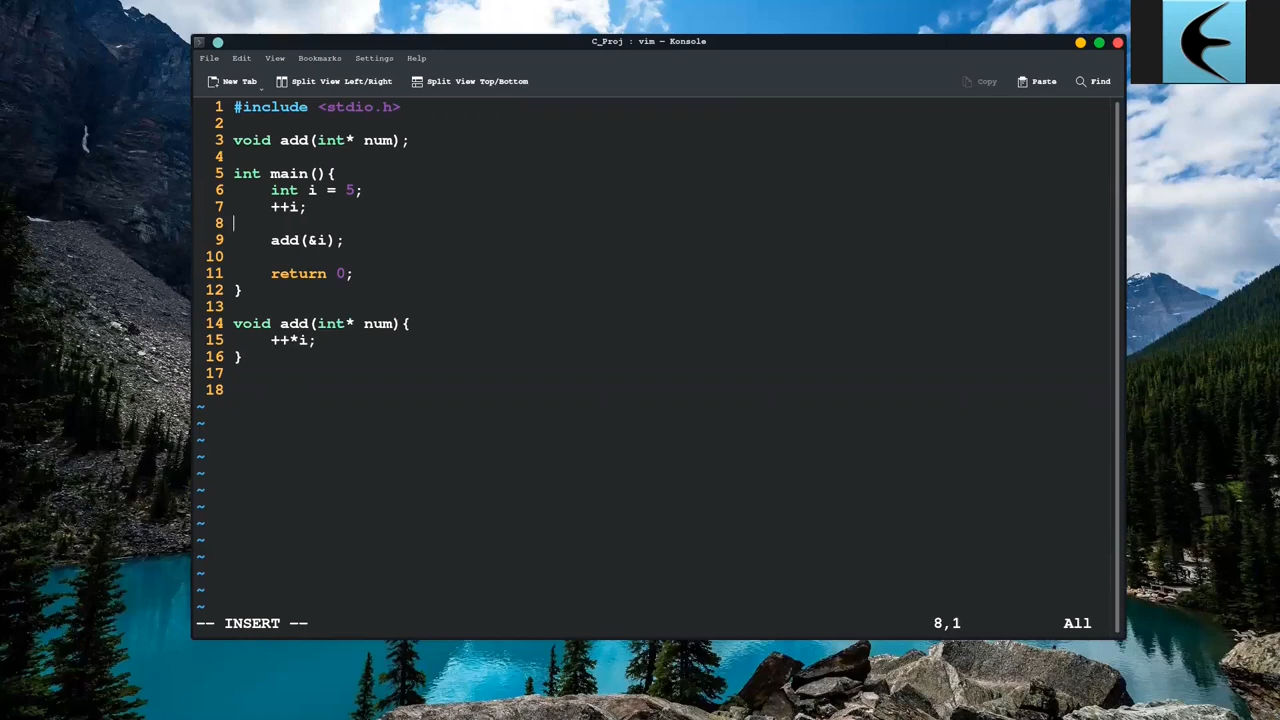 C_Proj : vim — Konsole
File Edit View Bookmarks Settings Help
New Tab Split View Left/Right Split View Top/Bottom Copy Paste Find
1 #include <stdio.h>
2
3 void add(int* num);
4
5 int main(){
6     int i = 5;
7     ++i;
8
9     add(&i);
10
11     return 0;
12 }
13
14 void add(int* num){
15     ++*i;
16 }
17
18
~
~
~
~
~
~
~
~
~
~
~
~
~
-- INSERT -- 8,1 All